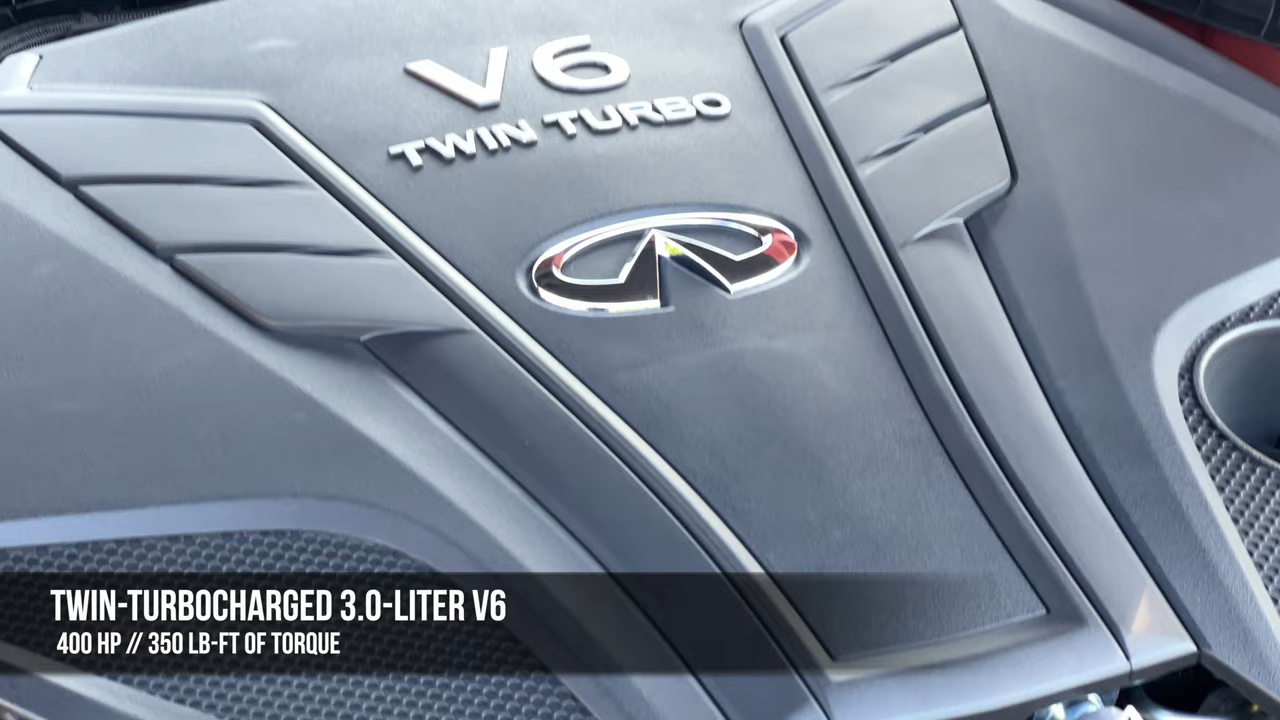 V6
TWIN TURBO
TWIN-TURBOCHARGED 3.0-LITER V6
400 HP // 350 LB-FT OF TORQUE